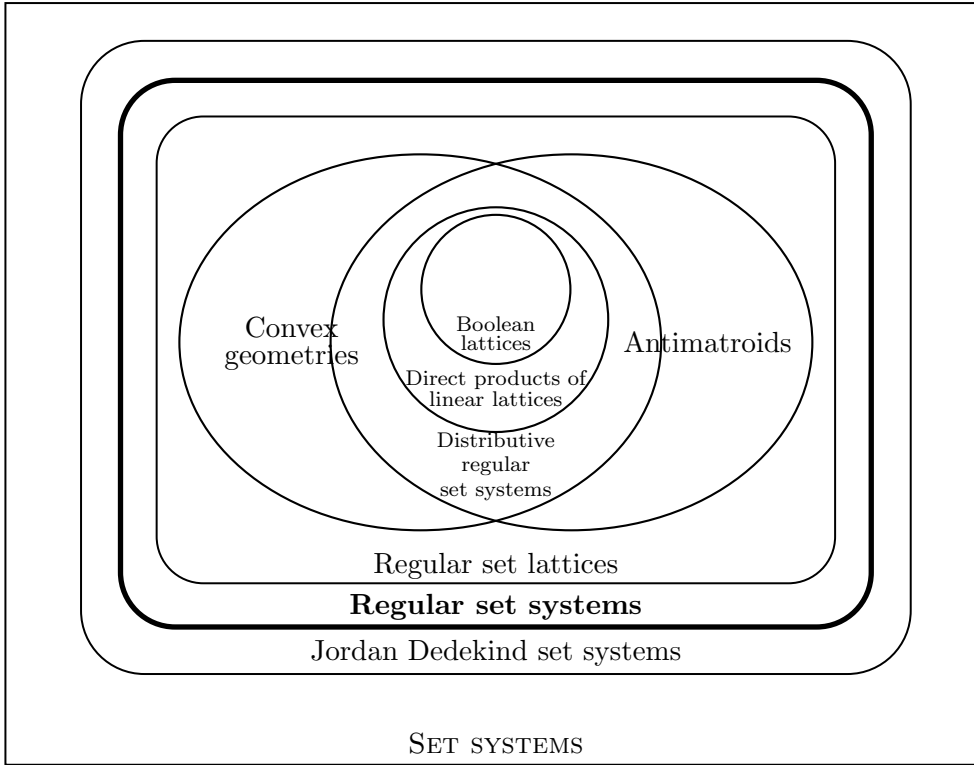 Boolean
lattices
Convex
geometries
Antimatroids
Direct products of
linear lattices
Distributive
regular
set systems
Regular set lattices
Regular set systems
Jordan Dedekind set systems
SET SYSTEMS